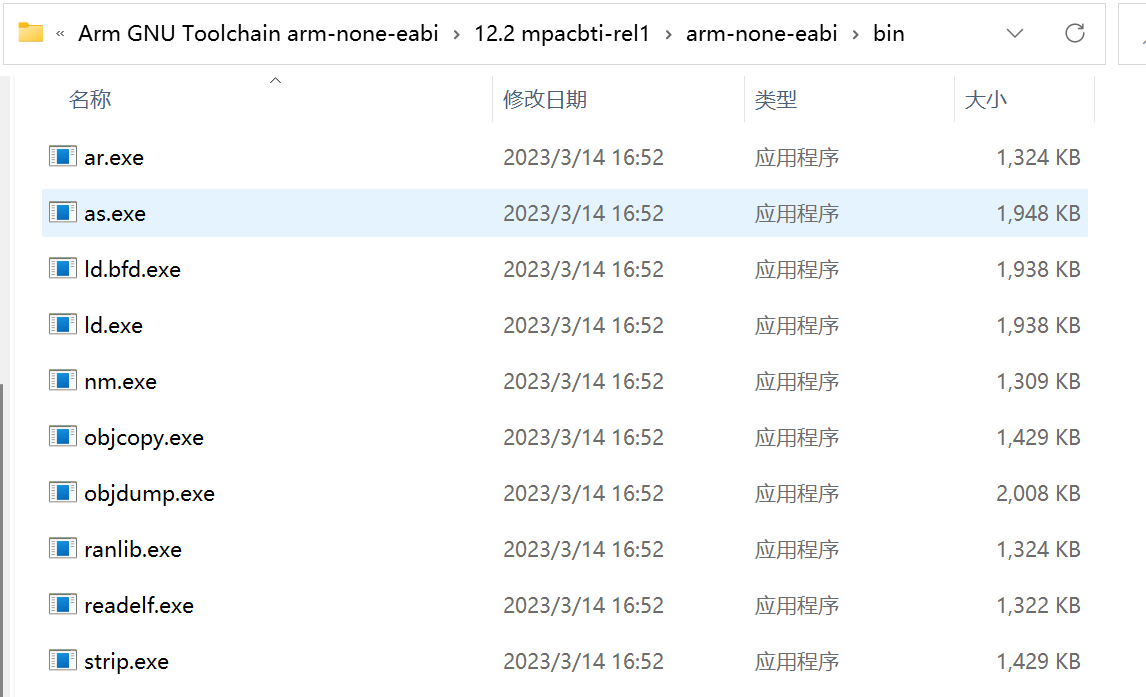 « Arm GNU Toolchain arm-none-eabi › 12.2 mpacbti-rel1 › arm-none-eabi › bin
名称 修改日期 类型 大小
ar.exe 2023/3/14 16:52 应用程序 1,324 KB
as.exe 2023/3/14 16:52 应用程序 1,948 KB
ld.bfd.exe 2023/3/14 16:52 应用程序 1,938 KB
ld.exe 2023/3/14 16:52 应用程序 1,938 KB
nm.exe 2023/3/14 16:52 应用程序 1,309 KB
objcopy.exe 2023/3/14 16:52 应用程序 1,429 KB
objdump.exe 2023/3/14 16:52 应用程序 2,008 KB
ranlib.exe 2023/3/14 16:52 应用程序 1,324 KB
readelf.exe 2023/3/14 16:52 应用程序 1,322 KB
strip.exe 2023/3/14 16:52 应用程序 1,429 KB